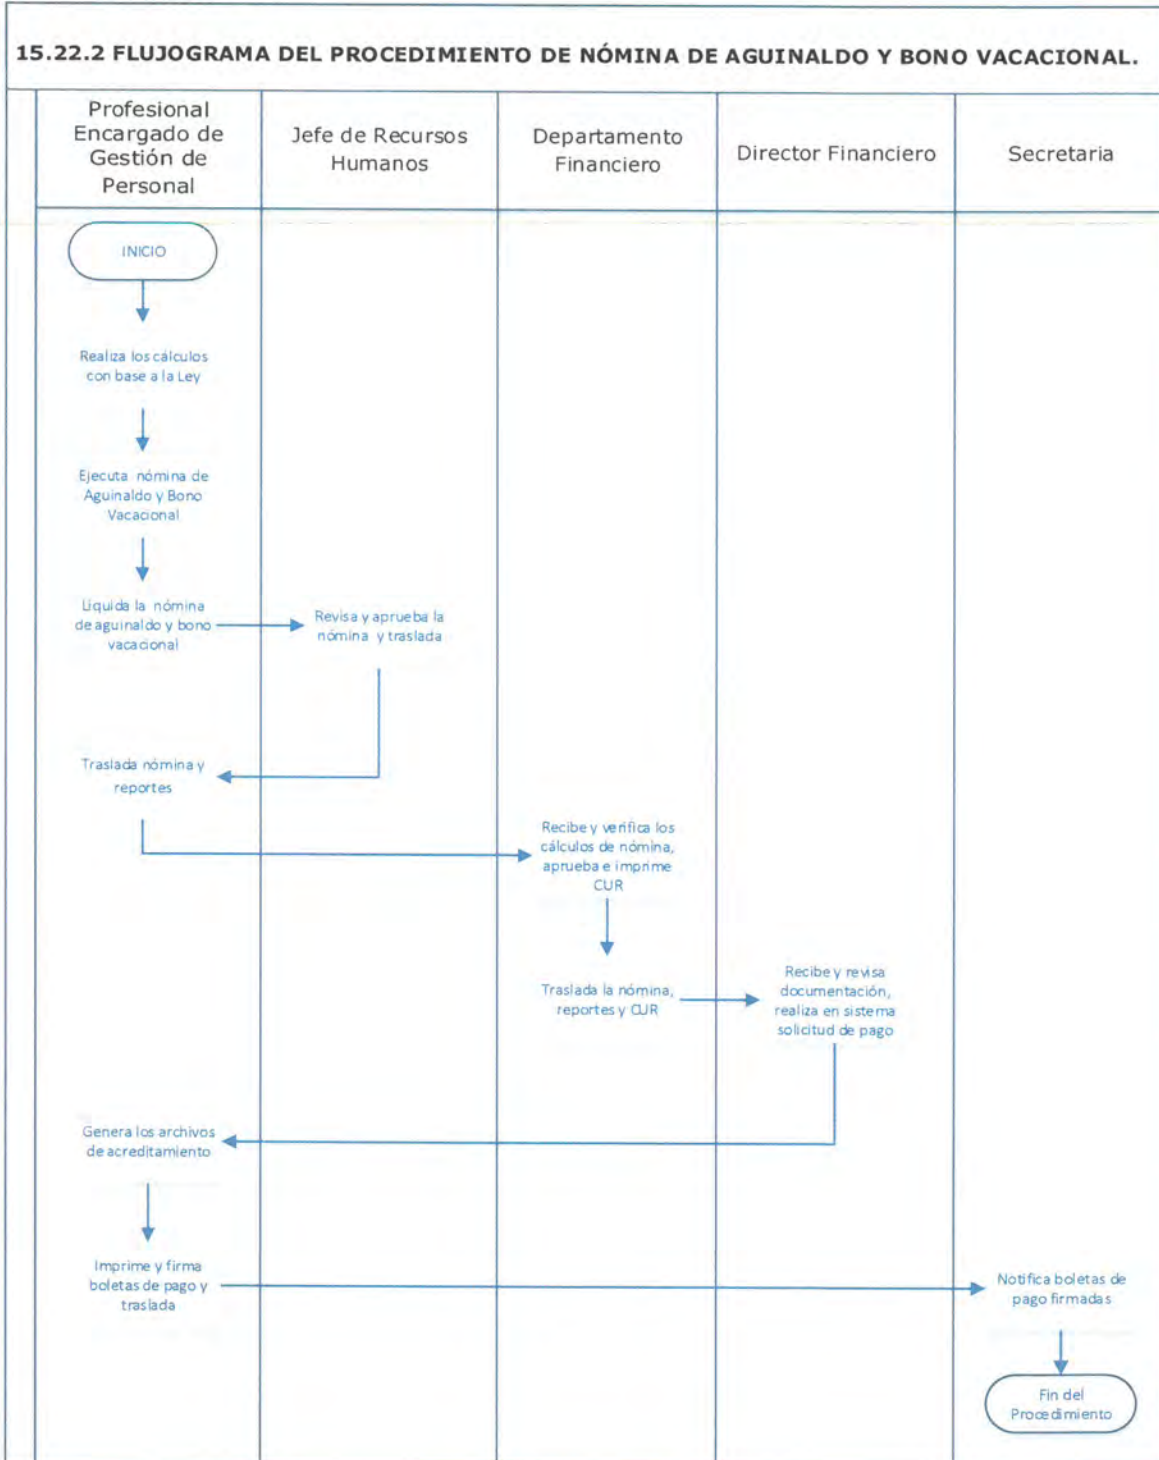 15.22.2 FLUJOGRAMA DEL PROCEDIMIENTO DE NÓMINA DE AGUINALDO Y BONO VACACIONAL.
Profesional
Encargado de
Gestión de
Personal
Jefe de Recursos
Humanos
Departamento
Financiero
Director Financiero
Secretaria
INICIO
Realiza los cálculos
con base a la Ley
Ejecuta nómina de
Aguinaldo y Bono
Vacacional
Liquida la nómina
de aguinaldo y bono
vacacional
Revisa y aprueba la
nómina y traslada
Traslada nómina y
reportes
Recibe y verifica los
cálculos de nómina,
aprueba e imprime
CUR
Traslada la nómina,
reportes y CUR
Recibe y revisa
documentación,
realiza en sistema
solicitud de pago
Genera los archivos
de acreditamiento
Imprime y firma
boletas de pago y
traslada
Notifica boletas de
pago firmadas
Fin del
Procedimiento